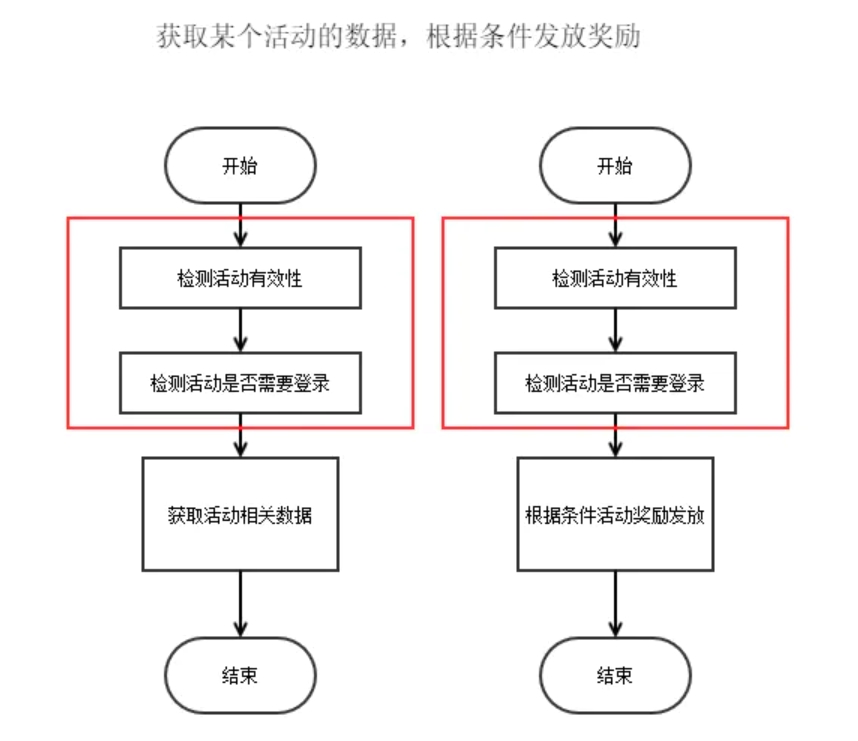 获取某个活动的数据，根据条件发放奖励
开始
检测活动有效性
检测活动是否需要登录
获取活动相关数据
结束
开始
检测活动有效性
检测活动是否需要登录
根据条件活动奖励发放
结束